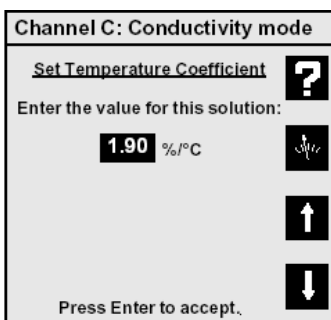 Channel C: Conductivity mode
Set Temperature Coefficient
?
Enter the value for this solution:
1.90 %/°C
Press Enter to accept.